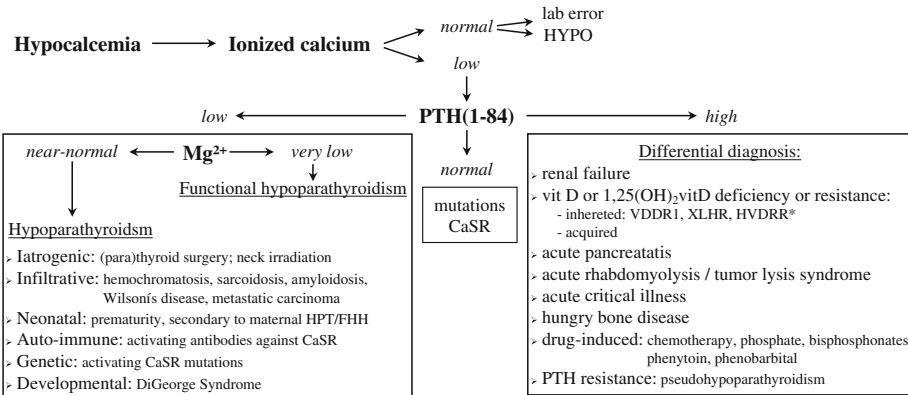 lab error
normal
HYPO
Hypocalcemia
Ionized calcium
low
low
PTH(1-84)
high
near-normal
Mg²⁺
very low
Functional hypoparathyroidism
Hypoparathyroidsm
Iatrogenic: (para)thyroid surgery; neck irradiation
Infiltrative: hemochromatosis, sarcoidosis, amyloidosis,
Wilsonís disease, metastatic carcinoma
Neonatal: prematurity, secondary to maternal HPT/FHH
Auto-immune: activating antibodies against CaSR
Genetic: activating CaSR mutations
Developmental: DiGeorge Syndrome
normal
mutations
CaSR
Differential diagnosis:
renal failure
vit D or 1,25(OH)₂vitD deficiency or resistance:
- inhereted: VDDR1, XLHR, HVDRR*
- acquired
acute pancreatatis
acute rhabdomyolysis / tumor lysis syndrome
acute critical illness
hungry bone disease
drug-induced: chemotherapy, phosphate, bisphosphonates,
phenytoin, phenobarbital
PTH resistance: pseudohypoparathyroidism